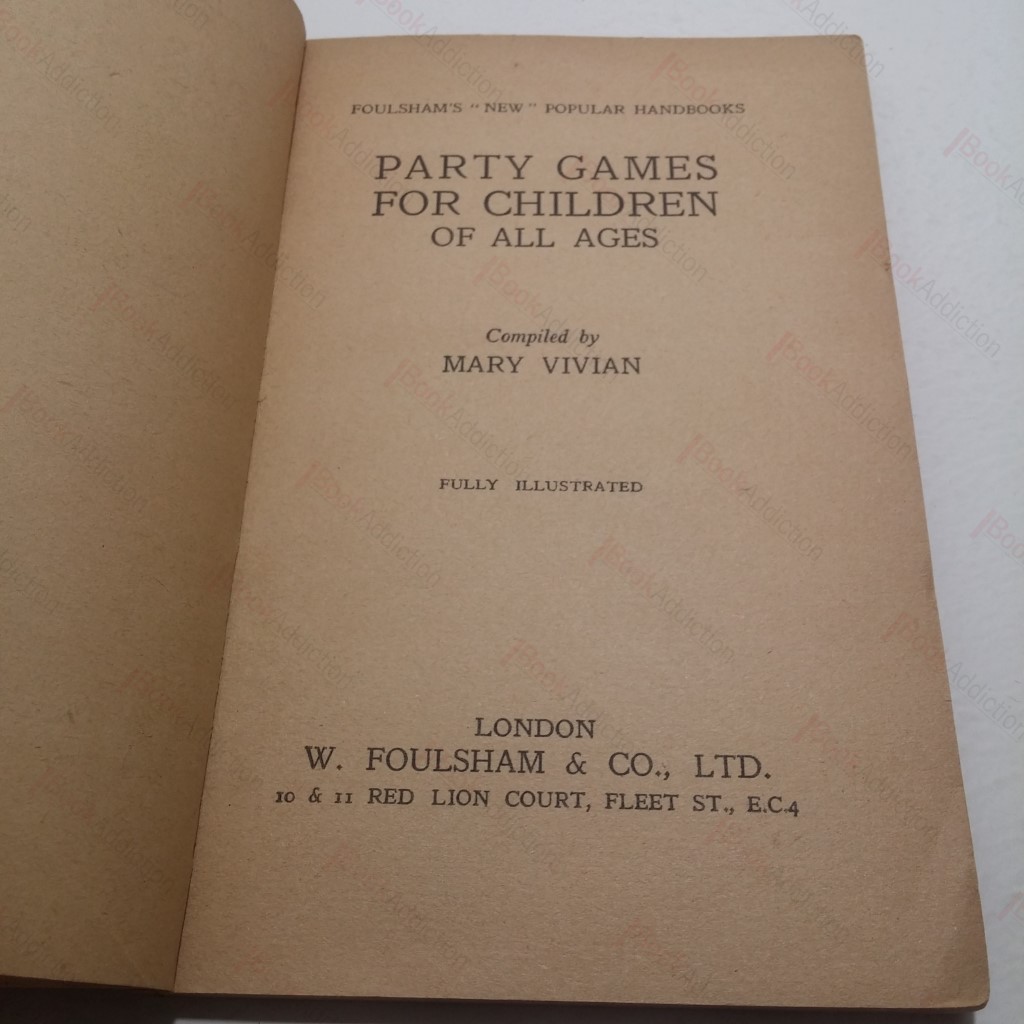 FOULSHAM'S "NEW" POPULAR HANDBOOKS
PARTY GAMES
FOR CHILDREN
OF ALL AGES
Compiled by
MARY VIVIAN
FULLY ILLUSTRATED
LONDON
W. FOULSHAM & CO., LTD.
10 & 11 RED LION COURT, FLEET ST., E.C.4
BookAddiction